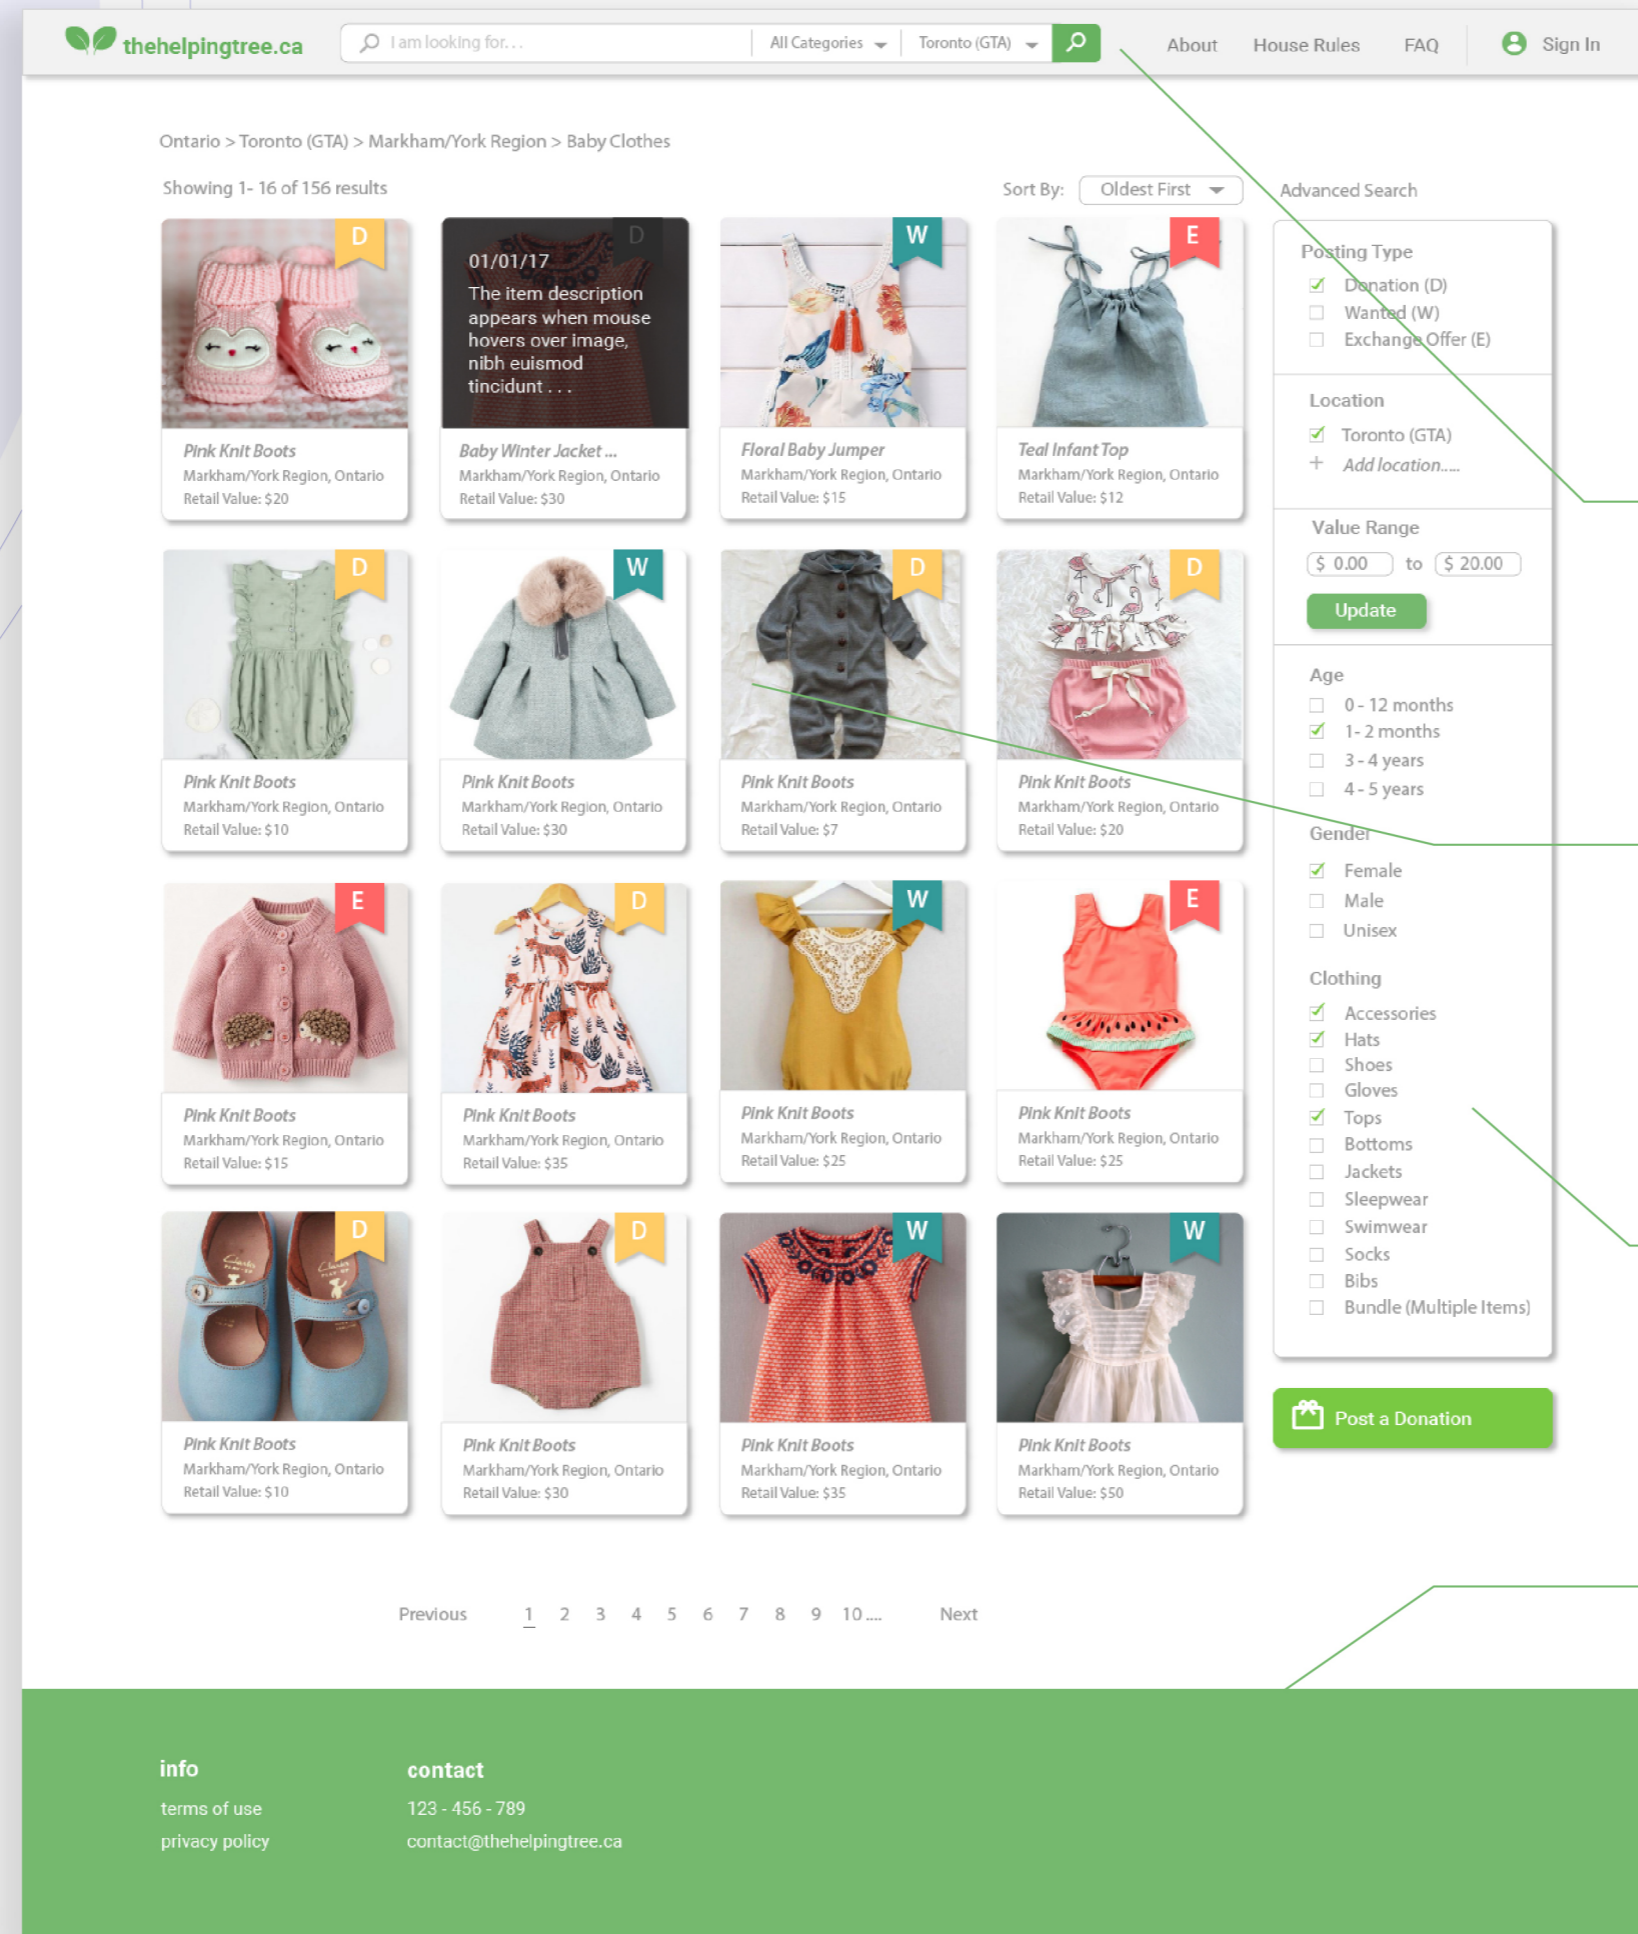 thehelpingtree.ca
I am looking for...
All Categories
Toronto (GTA)
About
House Rules
FAQ
Sign In
Ontario > Toronto (GTA) > Markham/York Region > Baby Clothes
Showing 1- 16 of 156 results
Sort By:
Oldest First
Advanced Search
D
Pink Knit Boots
Markham/York Region, Ontario
Retail Value: $20
D
01/01/17
The item description
appears when mouse
hovers over image,
nibh euismod
tincidunt . . .
Baby Winter Jacket ...
Markham/York Region, Ontario
Retail Value: $30
W
Floral Baby Jumper
Markham/York Region, Ontario
Retail Value: $15
E
Teal Infant Top
Markham/York Region, Ontario
Retail Value: $12
D
Pink Knit Boots
Markham/York Region, Ontario
Retail Value: $10
W
Pink Knit Boots
Markham/York Region, Ontario
Retail Value: $30
D
Pink Knit Boots
Markham/York Region, Ontario
Retail Value: $7
D
Pink Knit Boots
Markham/York Region, Ontario
Retail Value: $20
E
Pink Knit Boots
Markham/York Region, Ontario
Retail Value: $15
D
Pink Knit Boots
Markham/York Region, Ontario
Retail Value: $35
W
Pink Knit Boots
Markham/York Region, Ontario
Retail Value: $25
E
Pink Knit Boots
Markham/York Region, Ontario
Retail Value: $25
D
Clarks
Pink Knit Boots
Markham/York Region, Ontario
Retail Value: $10
D
Pink Knit Boots
Markham/York Region, Ontario
Retail Value: $30
W
Pink Knit Boots
Markham/York Region, Ontario
Retail Value: $35
W
Pink Knit Boots
Markham/York Region, Ontario
Retail Value: $50
Posting Type
Donation (D)
Wanted (W)
Exchange Offer (E)
Location
Toronto (GTA)
+ Add location.....
Value Range
$ 0.00 to $ 20.00
Update
Age
0 - 12 months
1- 2 months
3 - 4 years
4 - 5 years
Gender
Female
Male
Unisex
Clothing
Accessories
Hats
Shoes
Gloves
Tops
Bottoms
Jackets
Sleepwear
Swimwear
Socks
Bibs
Bundle (Multiple Items)
Post a Donation
Previous 1 2 3 4 5 6 7 8 9 10 .... Next
info
terms of use
privacy policy
contact
123 - 456 - 789
contact@thehelpingtree.ca